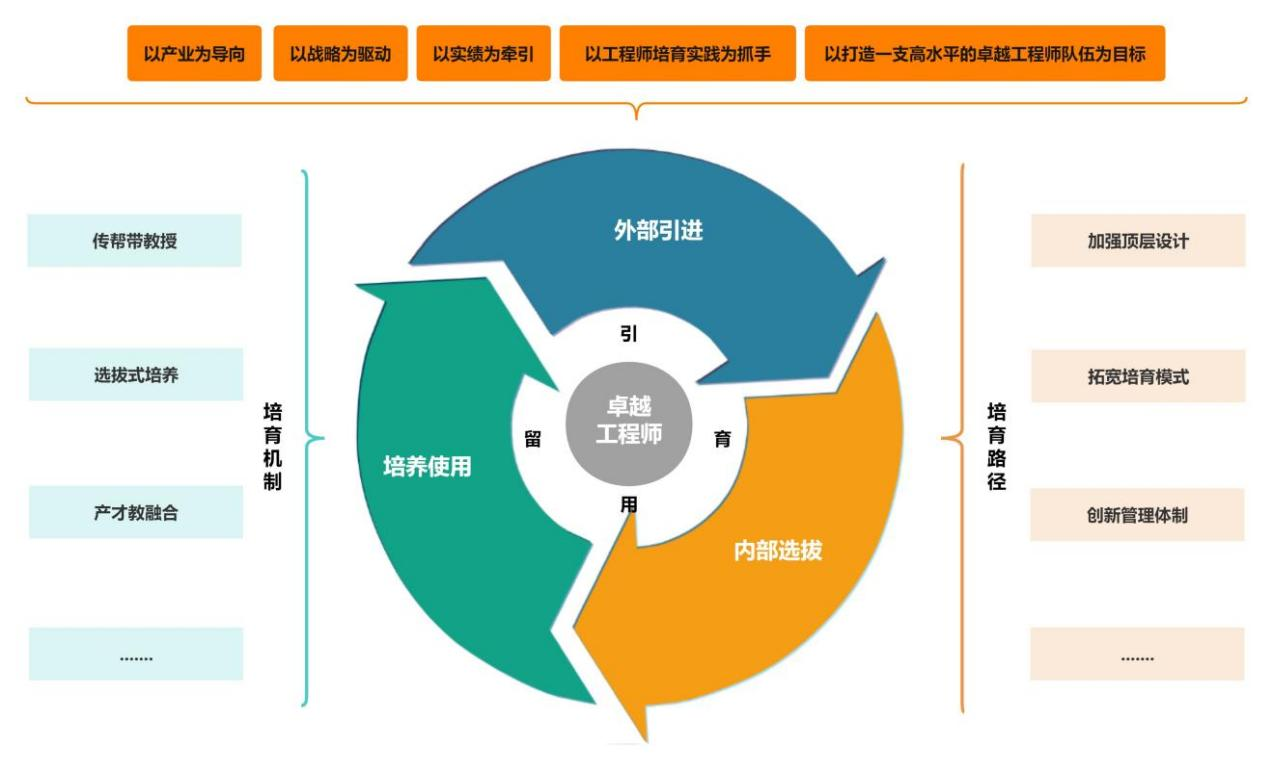 以产业为导向
以战略为驱动
以实绩为牵引
以工程师培育实践为抓手
以打造一支高水平的卓越工程师队伍为目标
传帮带教授
选拔式培养
产才教融合
.......
培育机制
外部引进
引
卓越
工程师
留
育
用
培养使用
内部选拔
培育路径
加强顶层设计
拓宽培育模式
创新管理体制
.......